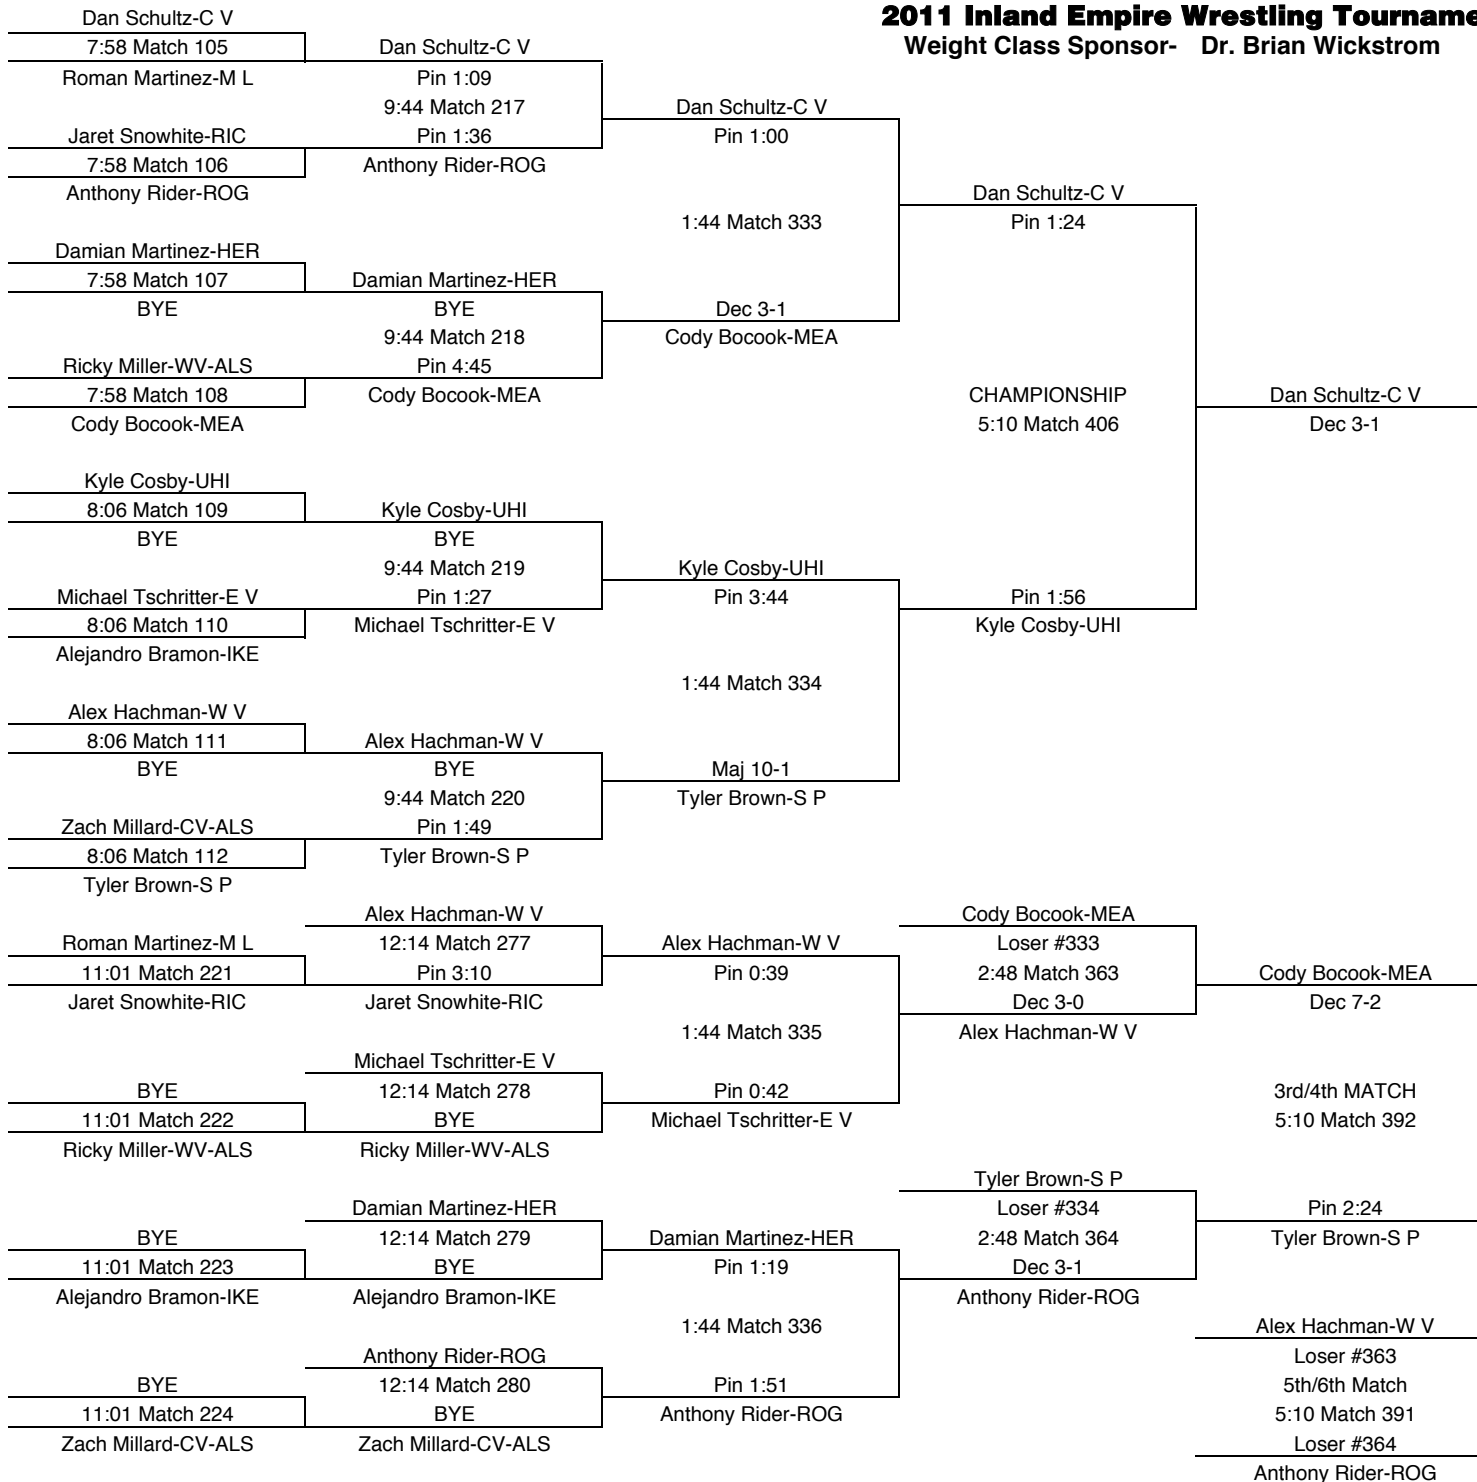 2011 Inland Empire Wrestling Tourname
Weight Class Sponsor- Dr. Brian Wickstrom
Dan Schultz-C V
7:58 Match 105
Roman Martinez-M L
Jaret Snowhite-RIC
7:58 Match 106
Anthony Rider-ROG
Damian Martinez-HER
7:58 Match 107
BYE
Ricky Miller-WV-ALS
7:58 Match 108
Cody Bocook-MEA
Kyle Cosby-UHI
8:06 Match 109
BYE
Michael Tschritter-E V
8:06 Match 110
Alejandro Bramon-IKE
Alex Hachman-W V
8:06 Match 111
BYE
Zach Millard-CV-ALS
8:06 Match 112
Tyler Brown-S P
Dan Schultz-C V
Pin 1:09
9:44 Match 217
Pin 1:36
Anthony Rider-ROG
Damian Martinez-HER
BYE
9:44 Match 218
Pin 4:45
Cody Bocook-MEA
Kyle Cosby-UHI
BYE
9:44 Match 219
Pin 1:27
Michael Tschritter-E V
Alex Hachman-W V
BYE
9:44 Match 220
Pin 1:49
Tyler Brown-S P
Dan Schultz-C V
Pin 1:00
1:44 Match 333
Dec 3-1
Cody Bocook-MEA
Kyle Cosby-UHI
Pin 3:44
1:44 Match 334
Maj 10-1
Tyler Brown-S P
Dan Schultz-C V
Pin 1:24
CHAMPIONSHIP
5:10 Match 406
Pin 1:56
Kyle Cosby-UHI
Dan Schultz-C V
Dec 3-1
Roman Martinez-M L
11:01 Match 221
Jaret Snowhite-RIC
BYE
11:01 Match 222
Ricky Miller-WV-ALS
BYE
11:01 Match 223
Alejandro Bramon-IKE
BYE
11:01 Match 224
Zach Millard-CV-ALS
Alex Hachman-W V
12:14 Match 277
Pin 3:10
Jaret Snowhite-RIC
Michael Tschritter-E V
12:14 Match 278
BYE
Ricky Miller-WV-ALS
Damian Martinez-HER
12:14 Match 279
BYE
Alejandro Bramon-IKE
Anthony Rider-ROG
12:14 Match 280
BYE
Zach Millard-CV-ALS
Alex Hachman-W V
Pin 0:39
1:44 Match 335
Pin 0:42
Michael Tschritter-E V
Damian Martinez-HER
Pin 1:19
1:44 Match 336
Pin 1:51
Anthony Rider-ROG
Cody Bocook-MEA
Loser #333
2:48 Match 363
Dec 3-0
Alex Hachman-W V
Tyler Brown-S P
Loser #334
2:48 Match 364
Dec 3-1
Anthony Rider-ROG
Cody Bocook-MEA
Dec 7-2
3rd/4th MATCH
5:10 Match 392
Pin 2:24
Tyler Brown-S P
Alex Hachman-W V
Loser #363
5th/6th Match
5:10 Match 391
Loser #364
Anthony Rider-ROG